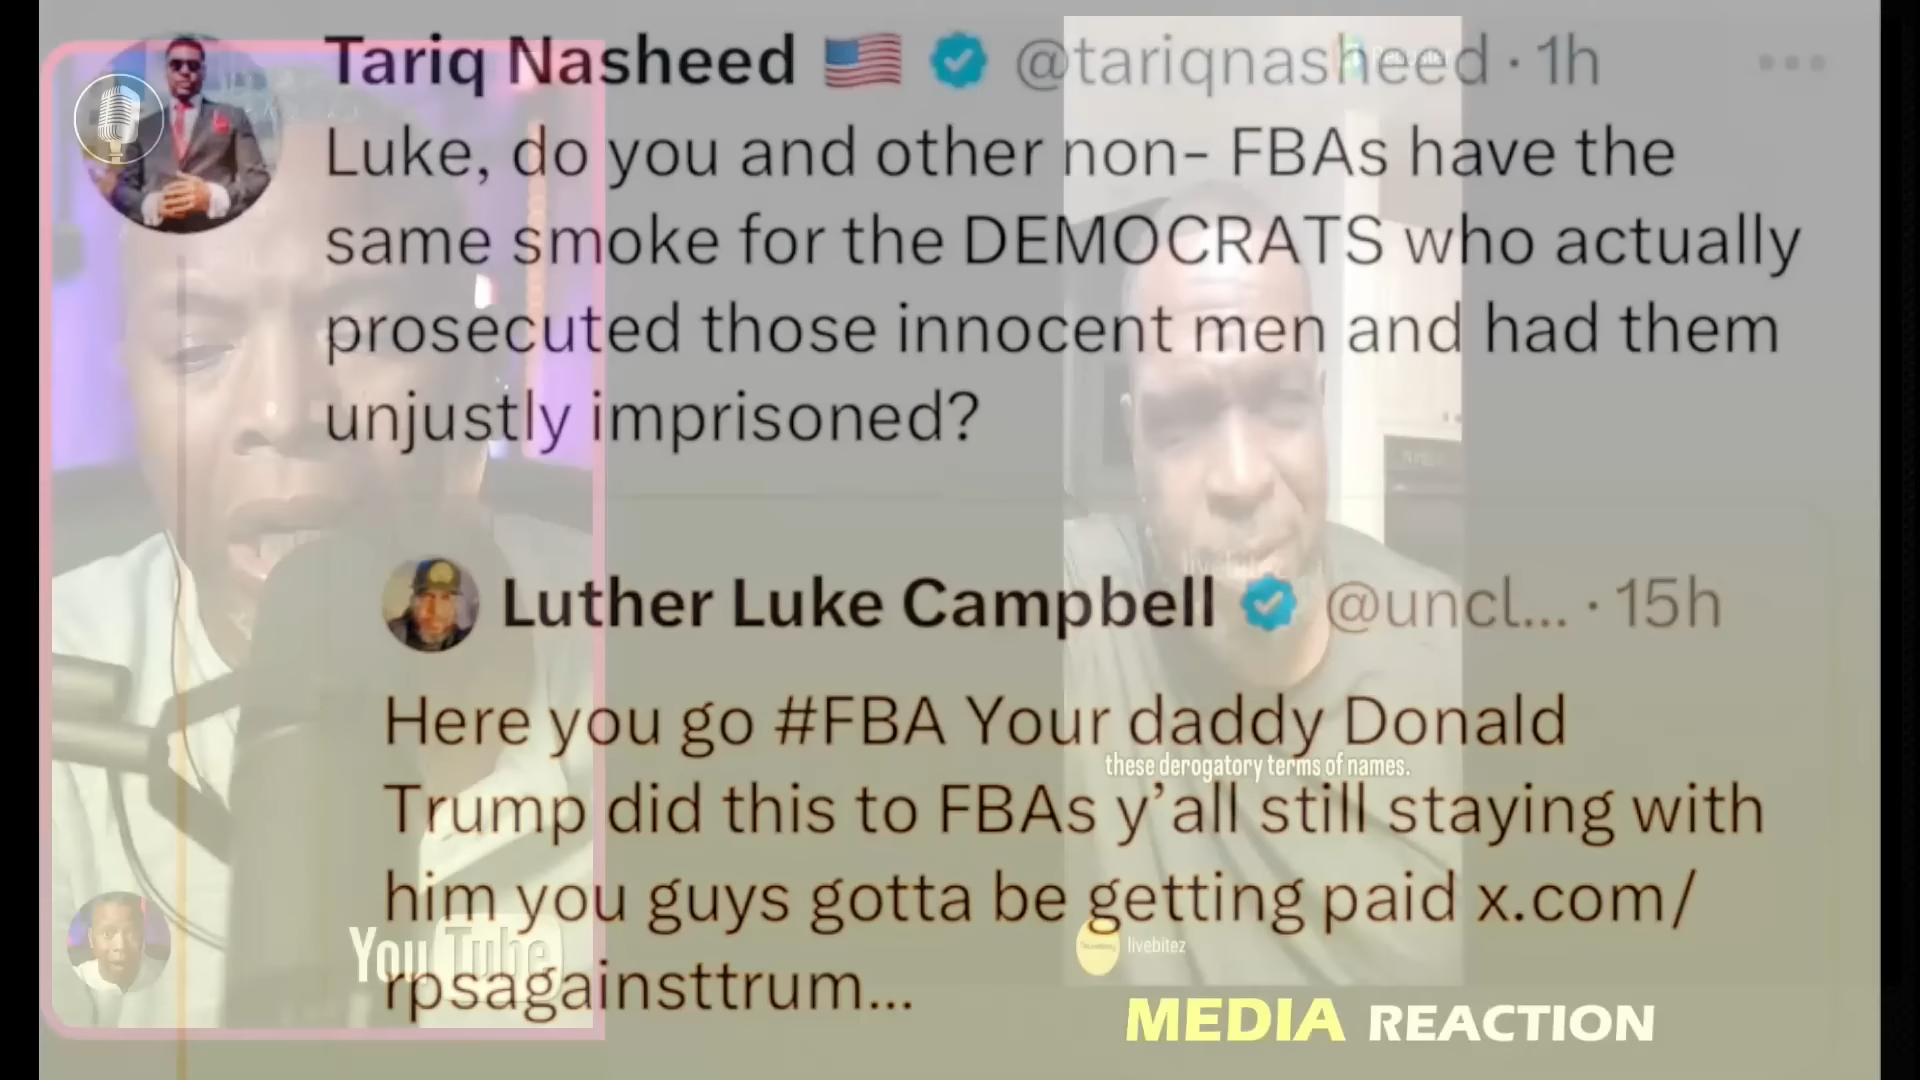 Tariq Nasheed 🇺🇸 @tariqnasheed · 1h
Luke, do you and other non- FBAs have the
same smoke for the DEMOCRATS who actually
prosecuted those innocent men and had them
unjustly imprisoned?
Luther Luke Campbell @uncl... · 15h
Here you go #FBA Your daddy Donald
Trump did this to FBAs y'all still staying with
him you guys gotta be getting paid x.com/
rpsagainsttrum...
these derogatory terms of names.
livebitez
livebitez
YouTube
MEDIA REACTION